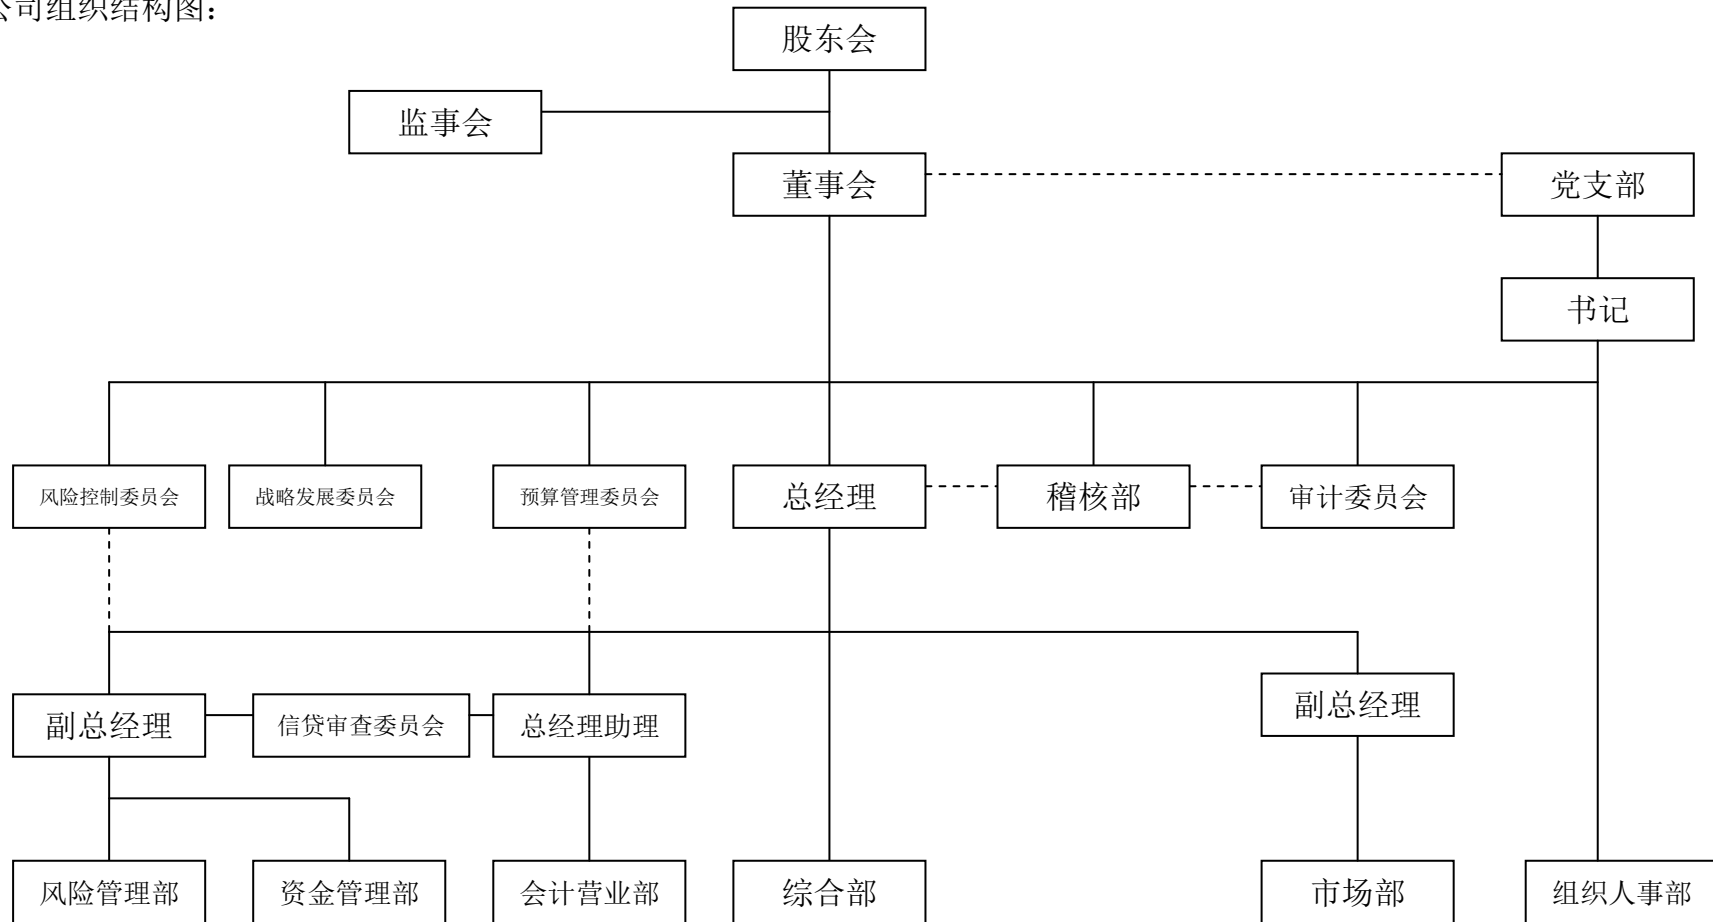 公司组织结构图：
股东会
监事会
董事会
党支部
书记
风险控制委员会
战略发展委员会
预算管理委员会
总经理
稽核部
审计委员会
副总经理
信贷审查委员会
总经理助理
副总经理
风险管理部
资金管理部
会计营业部
综合部
市场部
组织人事部